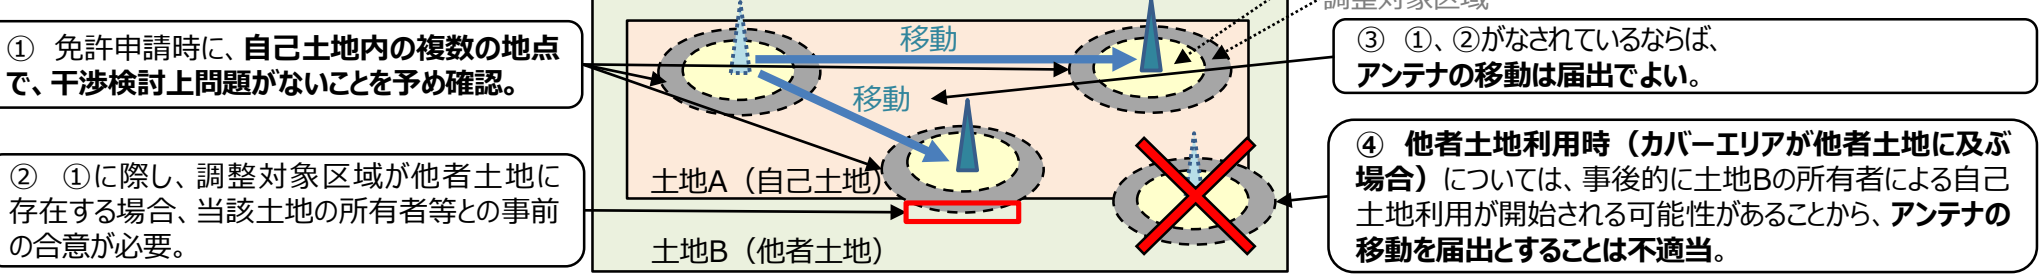 調整対象区域
① 免許申請時に、自己土地内の複数の地点
で、干渉検討上問題がないことを予め確認。
② ①に際し、調整対象区域が他者土地に
存在する場合、当該土地の所有者等との事前
の合意が必要。
移動
移動
土地A（自己土地）
土地B（他者土地）
③ ①、②がなされているならば、
アンテナの移動は届出でよい。
④ 他者土地利用時（カバーエリアが他者土地に及ぶ
場合）については、事後的に土地Bの所有者による自己
土地利用が開始される可能性があることから、アンテナの
移動を届出とすることは不適当。